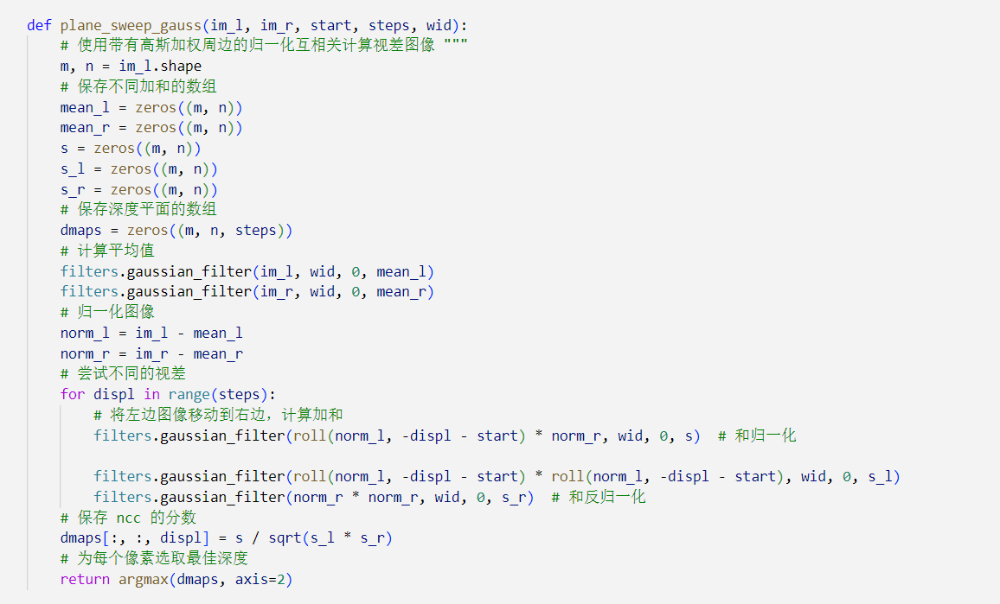 def plane_sweep_gauss(im_l, im_r, start, steps, wid):
    # 使用带有高斯加权周边的归一化互相关计算视差图像 """
    m, n = im_l.shape
    # 保存不同加和的数组
    mean_l = zeros((m, n))
    mean_r = zeros((m, n))
    s = zeros((m, n))
    s_l = zeros((m, n))
    s_r = zeros((m, n))
    # 保存深度平面的数组
    dmaps = zeros((m, n, steps))
    # 计算平均值
    filters.gaussian_filter(im_l, wid, 0, mean_l)
    filters.gaussian_filter(im_r, wid, 0, mean_r)
    # 归一化图像
    norm_l = im_l - mean_l
    norm_r = im_r - mean_r
    # 尝试不同的视差
    for displ in range(steps):
        # 将左边图像移动到右边，计算加和
        filters.gaussian_filter(roll(norm_l, -displ - start) * norm_r, wid, 0, s)  # 和归一化
        filters.gaussian_filter(roll(norm_l, -displ - start) * roll(norm_l, -displ - start), wid, 0, s_l)
        filters.gaussian_filter(norm_r * norm_r, wid, 0, s_r)  # 和反归一化
    # 保存 ncc 的分数
    dmaps[:, :, displ] = s / sqrt(s_l * s_r)
    # 为每个像素选取最佳深度
    return argmax(dmaps, axis=2)